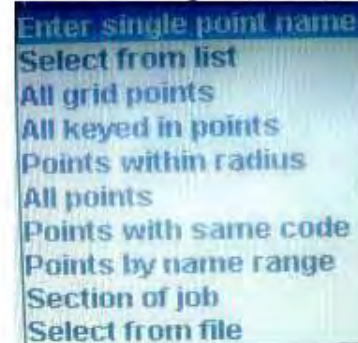 Enter single point name
Select from list
All grid points
All keyed in points
Points within radius
All points
Points with same code
Points by name range
Section of job
Select from file